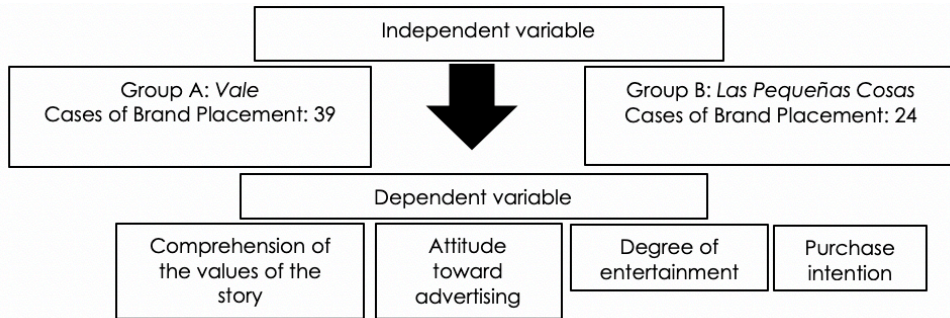 Independent variable
Group A: Vale
Cases of Brand Placement: 39
Group B: Las Pequeñas Cosas
Cases of Brand Placement: 24
Dependent variable
Comprehension of
the values of the
story
Attitude
toward
advertising
Degree of
entertainment
Purchase
intention